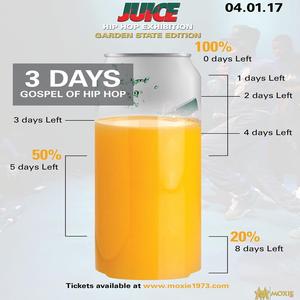 JUICE
HIP HOP EXHIBITION
GARDEN STATE EDITION
04.01.17
100%
0 days Left
3 DAYS
GOSPEL OF HIP HOP
1 days Left
2 days Left
3 days Left
4 days Left
50%
5 days Left
20%
8 days Left
Tickets available at www.moxie1973.com
MOXIE